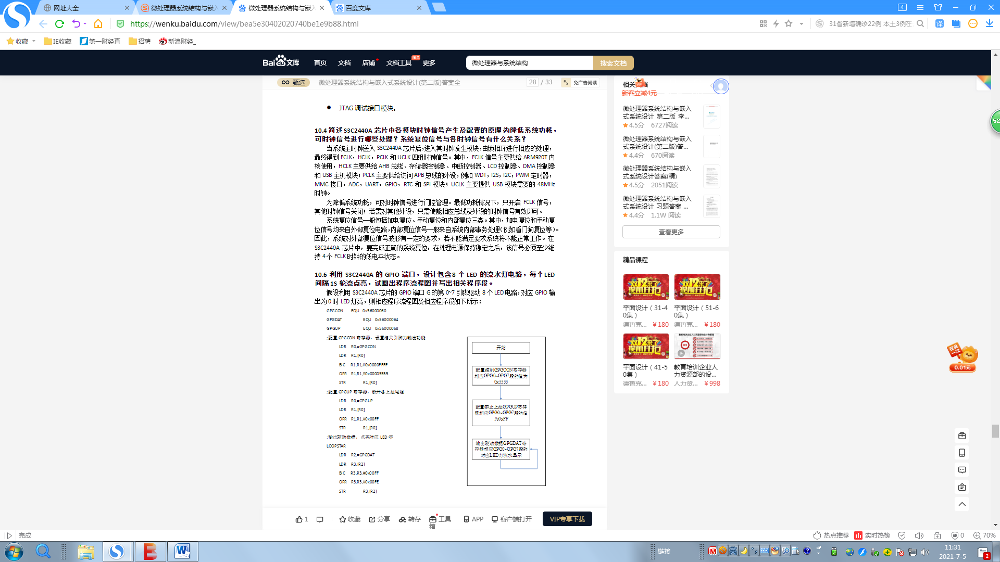 网址大全
微处理器系统结构与嵌入
微处理器系统结构与嵌入
百度文库
4
https://wenku.baidu.com/view/bea5e30402020740be1e9b88.html
31省新增确诊22例 本土3例在
译
收藏
IE收藏
第一财经直
招聘
新浪财经_
Bai du 文库
首页
文档
店铺
文档工具
限免
更多
微处理器与系统结构
搜索文档
甄选
微处理器系统结构与嵌入式系统设计(第二版)答案全
28 / 33
免广告阅读
● JTAG 调试接口模块。
10.4 简述 S3C2440A 芯片中各模块时钟信号产生及配置的原理 为降低系统功耗，
可时钟信号进行哪些处理？系统复位信号与各时钟信号有什么关系？
当系统主时钟送入 S3C2440A 芯片后，进入其时钟发生模块，由锁相环进行相应的处理，
最终得到 FCLK，HCLK，PCLK 和 UCLK 四组时钟信号。其中，FCLK 信号主要供给 ARM920T 内
核使用，HCLK 主要供给 AHB 总线、存储器控制器、中断控制器、LCD 控制器、DMA 控制器
和 USB 主机模块；PCLK 主要供给访问 APB 总线的外设，例如 WDT，I2S，I2C，PWM 定时器，
MMC 接口，ADC，UART，GPIO，RTC 和 SPI 模块；UCLK 主要提供 USB 模块需要的 48MHz
时钟。
为降低系统功耗，可对时钟信号进行门控管理。最低功耗情况下，只开启 FCLK 信号，
其他时钟信号关闭；若需对其他外设，只需使能相应总线及外设的时钟信号有效即可。
系统复位信号一般包括加电复位、手动复位和内部复位三类。其中，加电复位和手动复
位信号均来自外部复位电路，内部复位信号一般来自系统内部事务处理（例如看门狗复位等）。
因此，系统对外部复位信号波形有一定的要求，若不能满足要求系统将不能正常工作。在
S3C2440A 芯片中，要完成正确的系统复位，在处理电源保持稳定之后，该信号必须至少维
持 4 个 FCLK 时钟的低电平状态。
10.6 利用 S3C2440A 的 GPIO 端口，设计包含 8 个 LED 的流水灯电路，每个 LED
间隔 1S 轮流点亮，试画出程序流程图并写出相关程序段。
假设利用 S3C2440A 芯片的 GPIO 端口 G 的第 0~7 引脚驱动 8 个 LED 电路，对应 GPIO 输
出为 0 时 LED 灯亮，则相应程序流程图及相应程序段如下所示：
GPGCON EQU 0x56000060
GPGDAT EQU 0x56000064
GPGUP EQU 0x56000068
;配置 GPGCON 寄存器，设置相关引脚为输出功能
LDR R0,=GPGCON
LDR R1,[R0]
BIC R1,R1,#0x0000FFFF
ORR R1,R1,#0x00005555
STR R1,[R0]
;配置 GPGUP 寄存器，断开各上拉电阻
LDR R0,=GPGUP
LDR R1,[R0]
ORR R1,R1,#0x00FF
STR R1,[R0]
;输出驱动数据，点亮对应 LED 等
LOOPSTAR
LDR R2,=GPGDAT
LDR R3,[R2]
BIC R3,R3,#0x00FF
ORR R3,R3,#0x00FE
STR R3,[R2]
开始
配置控制GPGCON寄存器
相应GPG0~GPG7段的值为
0x5555
配置禁止上拉GPGUP寄存
器相应GPG0~GPG7段的值
为0xFF
输出驱动数据GPGDAT寄
存器相应GPG0~GPG7段的
对应LED灯流水显示
1
收藏
分享
转存
工具
箱
APP
客户端打开
VIP专享下载
新客立减4元
微处理器系统结构与嵌入
式系统设计 第二版 李...
4.5分 6727阅读
微处理器系统结构与嵌入
式系统设计(第二版)答...
4.4分 670阅读
微处理器系统结构与嵌入
式系统设计答案(精)
4.5分 2051阅读
微处理器系统结构与嵌入
式系统设计 习题答案 ...
4.4分 1.1W 阅读
查看更多
精品课程
双12来了
提前狂抢
双12来了
提前狂抢
平面设计（31-4
0集）
德鲁克... ￥180
平面设计（51-6
0集）
德鲁克... ￥180
双12来了
提前狂抢
平面设计（41-5
0集）
德鲁克... ￥180
教育培训企业人
力资源部的设...
人力资... ￥998
52
仅此
一次
0.01元
完成
热点推荐
实时热榜
0
70%
链接
英
11:31
2021-7-5
2